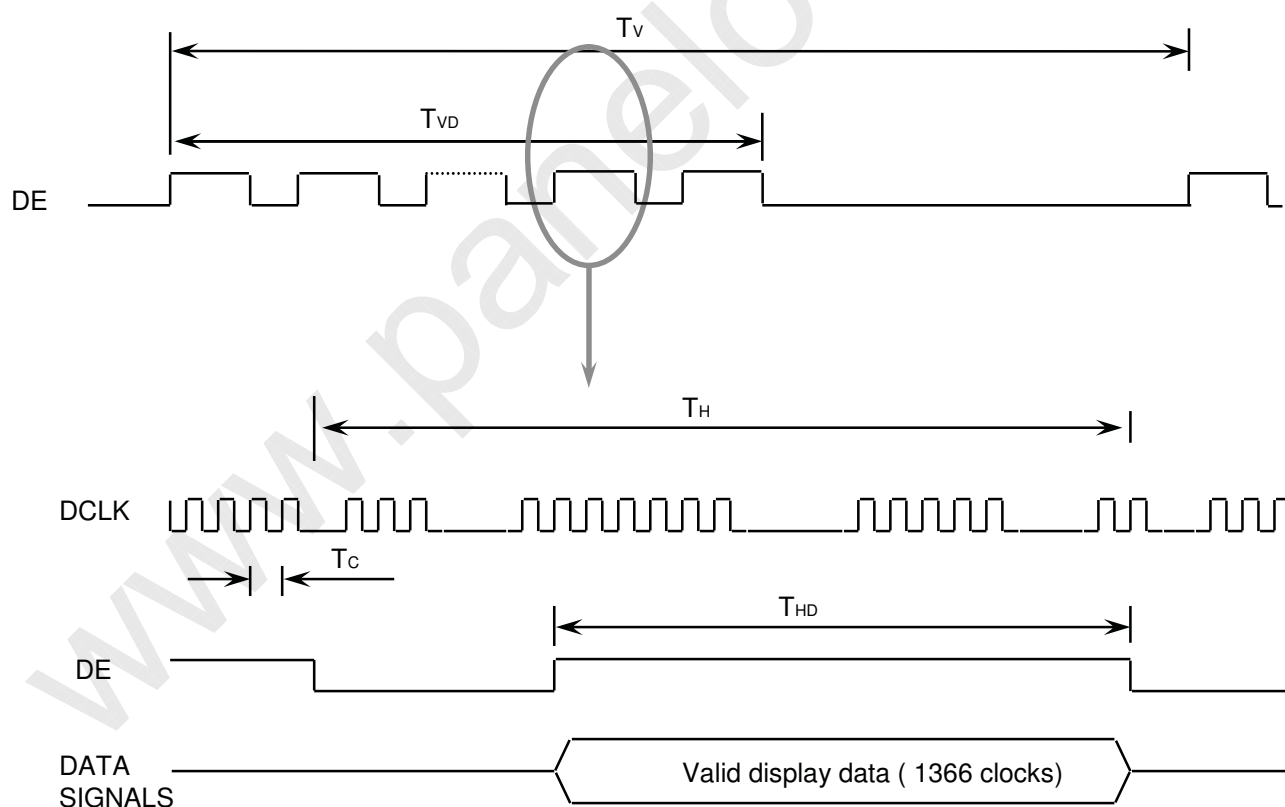 TV
TVD
DE
TH
DCLK
TC
THD
DE
DATA
SIGNALS
Valid display data ( 1366 clocks)
www.panelo